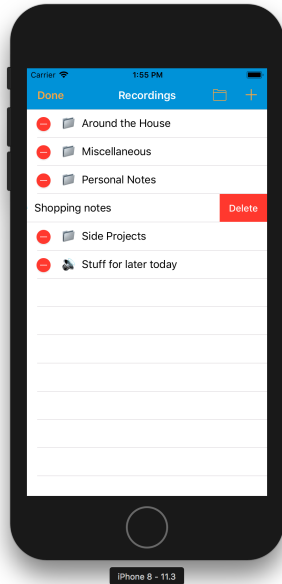 Carrier 1:55 PM
Done Recordings
Around the House
Miscellaneous
Personal Notes
Shopping notes Delete
Side Projects
Stuff for later today
iPhone 8 - 11.3